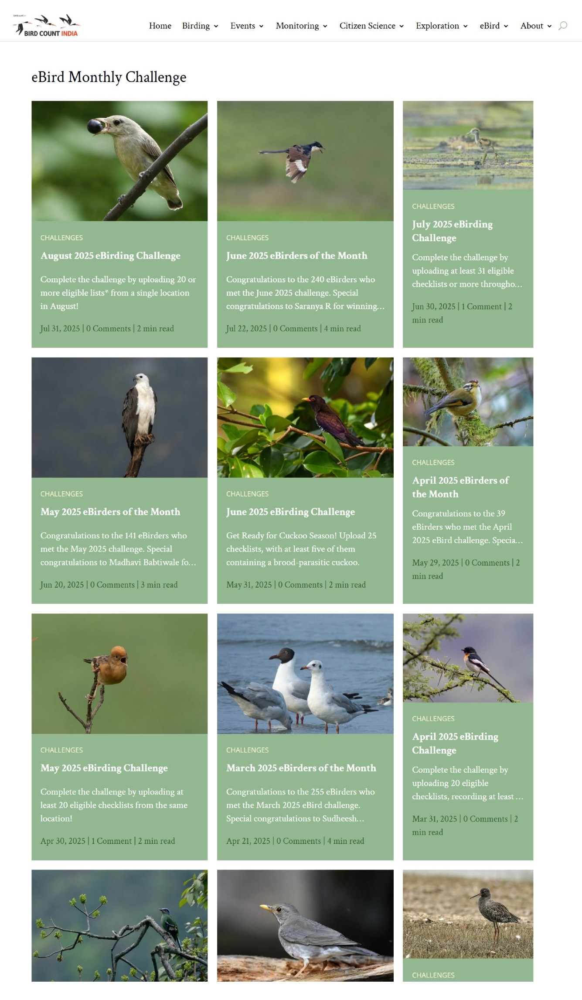 birdcount.in
BIRD COUNT INDIA
Home Birding Events Monitoring Citizen Science Exploration eBird About
eBird Monthly Challenge
CHALLENGES
August 2025 eBirding Challenge
Complete the challenge by uploading 20 or
more eligible lists* from a single location
in August!
Jul 31, 2025 | 0 Comments | 2 min read
CHALLENGES
June 2025 eBirders of the Month
Congratulations to the 240 eBirders who
met the June 2025 challenge. Special
congratulations to Saranya R for winning...
Jul 22, 2025 | 0 Comments | 4 min read
CHALLENGES
July 2025 eBirding
Challenge
Complete the challenge by
uploading at least 31 eligible
checklists or more througho...
Jun 30, 2025 | 1 Comment | 2
min read
CHALLENGES
May 2025 eBirders of the Month
Congratulations to the 141 eBirders who
met the May 2025 challenge. Special
congratulations to Madhavi Babtiwale fo...
Jun 20, 2025 | 0 Comments | 3 min read
CHALLENGES
June 2025 eBirding Challenge
Get Ready for Cuckoo Season! Upload 25
checklists, with at least five of them
containing a brood-parasitic cuckoo.
May 31, 2025 | 0 Comments | 2 min read
CHALLENGES
April 2025 eBirders of
the Month
Congratulations to the 39
eBirders who met the April
2025 eBird challenge. Specia...
May 29, 2025 | 0 Comments | 2
min read
CHALLENGES
May 2025 eBirding Challenge
Complete the challenge by uploading at
least 20 eligible checklists from the same
location!
Apr 30, 2025 | 1 Comment | 2 min read
CHALLENGES
March 2025 eBirders of the Month
Congratulations to the 255 eBirders who
met the March 2025 eBird challenge.
Special congratulations to Sudheesh...
Apr 21, 2025 | 0 Comments | 4 min read
CHALLENGES
April 2025 eBirding
Challenge
Complete the challenge by
uploading 20 eligible
checklists, recording at least ...
Mar 31, 2025 | 0 Comments | 2
min read
CHALLENGES